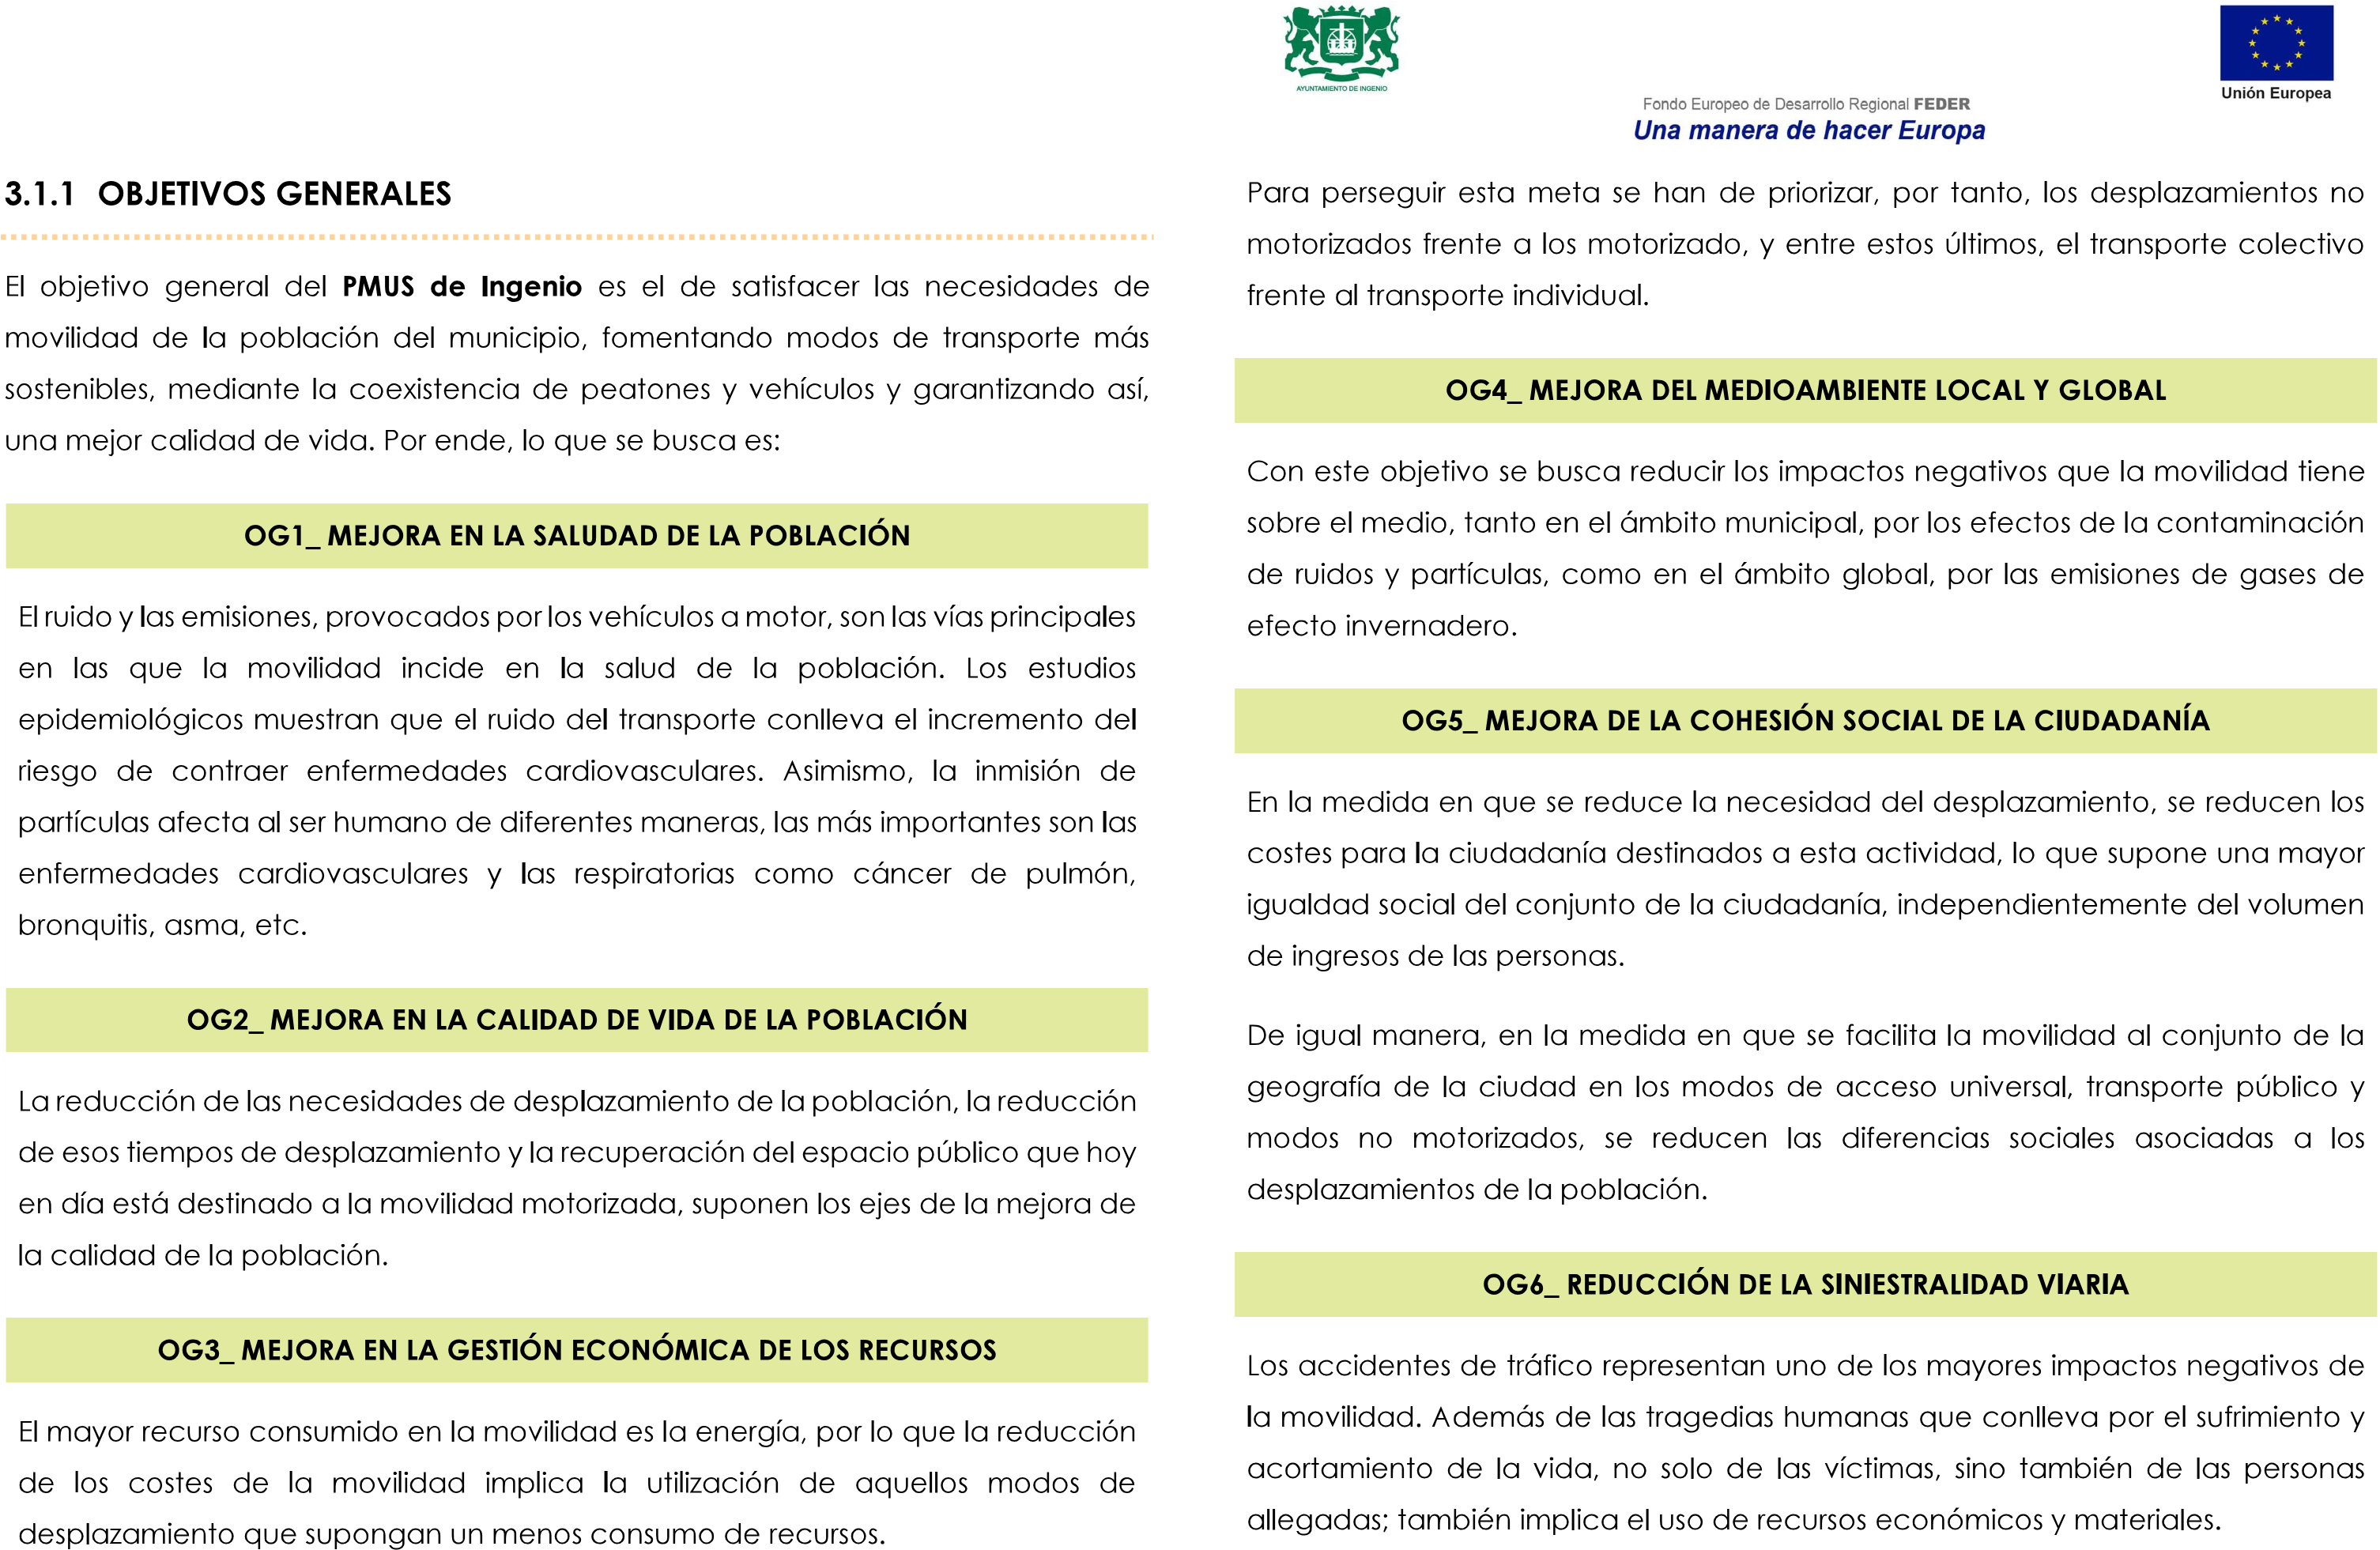 AYUNTAMIENTO DE INGENIO
Fondo Europeo de Desarrollo Regional FEDER
Una manera de hacer Europa
Unión Europea
3.1.1 OBJETIVOS GENERALES
El objetivo general del PMUS de Ingenio es el de satisfacer las necesidades de
movilidad de la población del municipio, fomentando modos de transporte más
sostenibles, mediante la coexistencia de peatones y vehículos y garantizando así,
una mejor calidad de vida. Por ende, lo que se busca es:
OG1_ MEJORA EN LA SALUDAD DE LA POBLACIÓN
El ruido y las emisiones, provocados por los vehículos a motor, son las vías principales
en las que la movilidad incide en la salud de la población. Los estudios
epidemiológicos muestran que el ruido del transporte conlleva el incremento del
riesgo de contraer enfermedades cardiovasculares. Asimismo, la inmisión de
partículas afecta al ser humano de diferentes maneras, las más importantes son las
enfermedades cardiovasculares y las respiratorias como cáncer de pulmón,
bronquitis, asma, etc.
OG2_ MEJORA EN LA CALIDAD DE VIDA DE LA POBLACIÓN
La reducción de las necesidades de desplazamiento de la población, la reducción
de esos tiempos de desplazamiento y la recuperación del espacio público que hoy
en día está destinado a la movilidad motorizada, suponen los ejes de la mejora de
la calidad de la población.
OG3_ MEJORA EN LA GESTIÓN ECONÓMICA DE LOS RECURSOS
El mayor recurso consumido en la movilidad es la energía, por lo que la reducción
de los costes de la movilidad implica la utilización de aquellos modos de
desplazamiento que supongan un menos consumo de recursos.
Para perseguir esta meta se han de priorizar, por tanto, los desplazamientos no
motorizados frente a los motorizado, y entre estos últimos, el transporte colectivo
frente al transporte individual.
OG4_ MEJORA DEL MEDIOAMBIENTE LOCAL Y GLOBAL
Con este objetivo se busca reducir los impactos negativos que la movilidad tiene
sobre el medio, tanto en el ámbito municipal, por los efectos de la contaminación
de ruidos y partículas, como en el ámbito global, por las emisiones de gases de
efecto invernadero.
OG5_ MEJORA DE LA COHESIÓN SOCIAL DE LA CIUDADANÍA
En la medida en que se reduce la necesidad del desplazamiento, se reducen los
costes para la ciudadanía destinados a esta actividad, lo que supone una mayor
igualdad social del conjunto de la ciudadanía, independientemente del volumen
de ingresos de las personas.
De igual manera, en la medida en que se facilita la movilidad al conjunto de la
geografía de la ciudad en los modos de acceso universal, transporte público y
modos no motorizados, se reducen las diferencias sociales asociadas a los
desplazamientos de la población.
OG6_ REDUCCIÓN DE LA SINIESTRALIDAD VIARIA
Los accidentes de tráfico representan uno de los mayores impactos negativos de
la movilidad. Además de las tragedias humanas que conlleva por el sufrimiento y
acortamiento de la vida, no solo de las víctimas, sino también de las personas
allegadas; también implica el uso de recursos económicos y materiales.